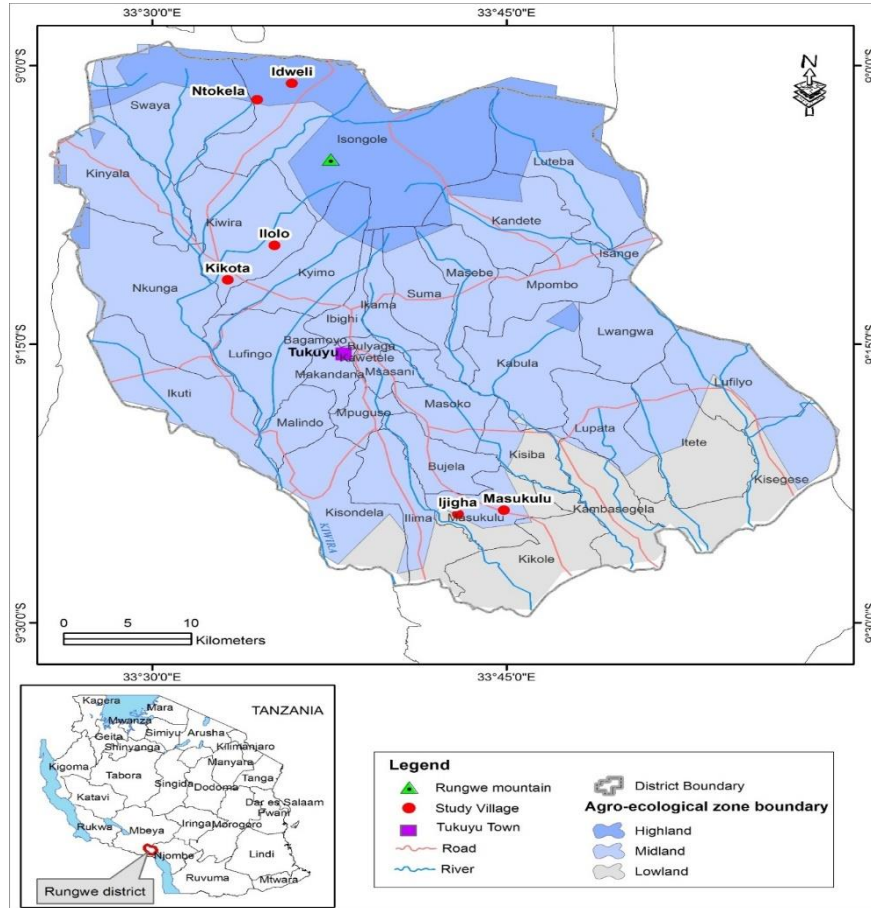 33°30'0"E
33°45'0"E
9°0'0"S
9°0'0"S
N
Idweli
Ntokela
Swaya
Isongole
Luteba
Kinyala
Kiwira
Kandete
Ilolo
Isange
Kikota
Kyimo
Masebe
Nkunga
Mpombo
Suma
Ikama
Ibighi
Lwangwa
9°15'0"S
9°15'0"S
Bagamoyo
Bulyaga
Tukuyu
Kuwetele
Lufingo
Kabula
Makandana
Msasani
Lufilyo
Ikuti
Mpuguso
Masoko
Malindo
Lupata
Itete
Bujela
Kisiba
Kisegese
Ijigha
Masukulu
Kisondela
Ilima
Masukulu
Kambasegela
KIWIRA
Kikole
0 5 10
Kilometers
9°30'0"S
9°30'0"S
33°30'0"E
33°45'0"E
Kagera
Mara
TANZANIA
Mwanza
Geita
Simiyu
Arusha
Shinyanga
Kilimanjaro
Kigoma
Manyara
Tabora
Tanga
Singida
Dodoma
Katavi
Dar es Salaam
Pwani
Rukwa
Mbeya
Iringa
Morogoro
Njombe
Lindi
Ruvuma
Mtwara
Rungwe district
Legend
Rungwe mountain
Study Village
Tukuyu Town
Road
River
District Boundary
Agro-ecological zone boundary
Highland
Midland
Lowland